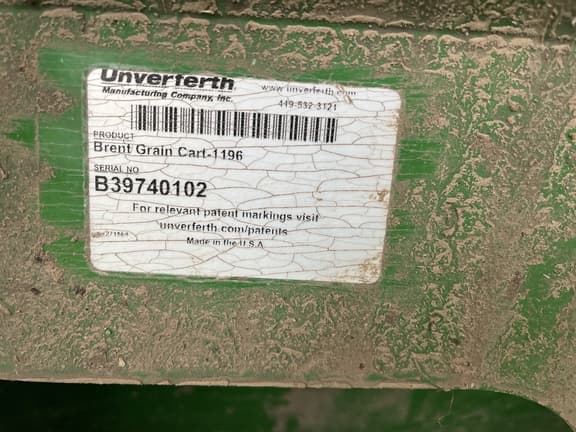 Unverferth
Manufacturing Company, Inc.
www.unverferth.com
419-532-3121
PRODUCT
Brent Grain Cart-1196
SERIAL NO
B39740102
For relevant patent markings visit
unverferth.com/patents
Made in the U.S.A